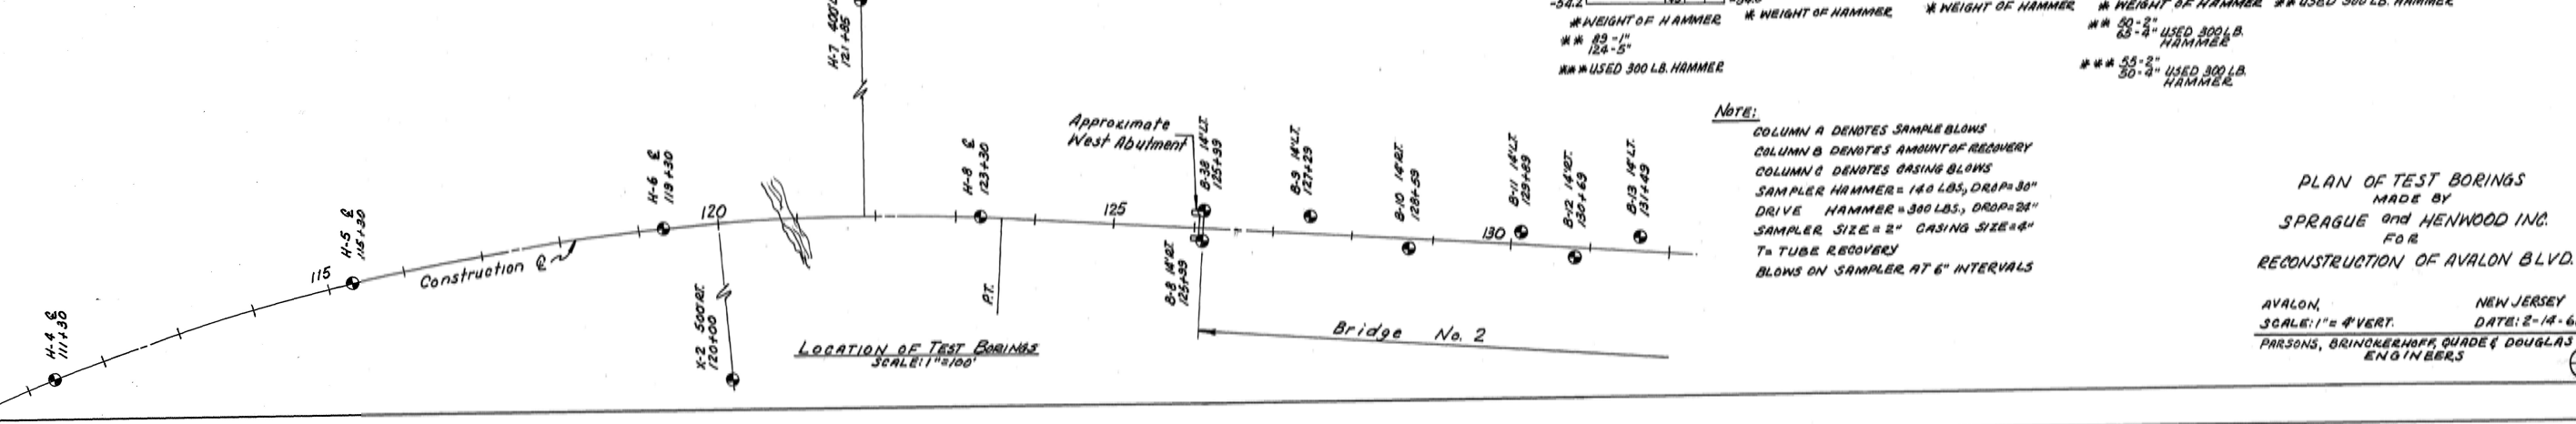 * WEIGHT OF HAMMER
** 89-1"
124-5"
*** USED 300 LB. HAMMER
* WEIGHT OF HAMMER
* WEIGHT OF HAMMER
* WEIGHT OF HAMMER
** USED 300 LB. HAMMER
** 50-2"
65-4" USED 300 LB.
HAMMER
*** 55-2"
50-4" USED 300 LB.
HAMMER
H-7 400'
121+85
H-4 ℄
111+30
115
H-5 ℄
115+30
Construction ℄
H-6 ℄
119+30
120
X-2 500'RT.
120+00
H-8 ℄
123+30
P.T.
125
Approximate
West Abutment
B-38 14'LT.
125+99
B-8 14'RT.
125+99
B-9 14'LT.
127+29
B-10 14'RT.
128+59
130
B-11 14'LT.
129+89
B-12 14'RT.
130+69
B-13 14'LT.
131+49
Bridge No. 2
LOCATION OF TEST BORINGS
SCALE: 1"=100'
NOTE:
COLUMN A DENOTES SAMPLE BLOWS
COLUMN B DENOTES AMOUNT OF RECOVERY
COLUMN C DENOTES CASING BLOWS
SAMPLER HAMMER = 140 LBS., DROP=30"
DRIVE HAMMER = 300 LBS., DROP=24"
SAMPLER SIZE = 2" CASING SIZE=4"
T= TUBE RECOVERY
BLOWS ON SAMPLER AT 6" INTERVALS
PLAN OF TEST BORINGS
MADE BY
SPRAGUE and HENWOOD INC.
FOR
RECONSTRUCTION OF AVALON BLVD.
AVALON, NEW JERSEY
SCALE: 1"= 4' VERT. DATE: 2-14-6
PARSONS, BRINCKERHOFF, QUADE & DOUGLAS
ENGINEERS